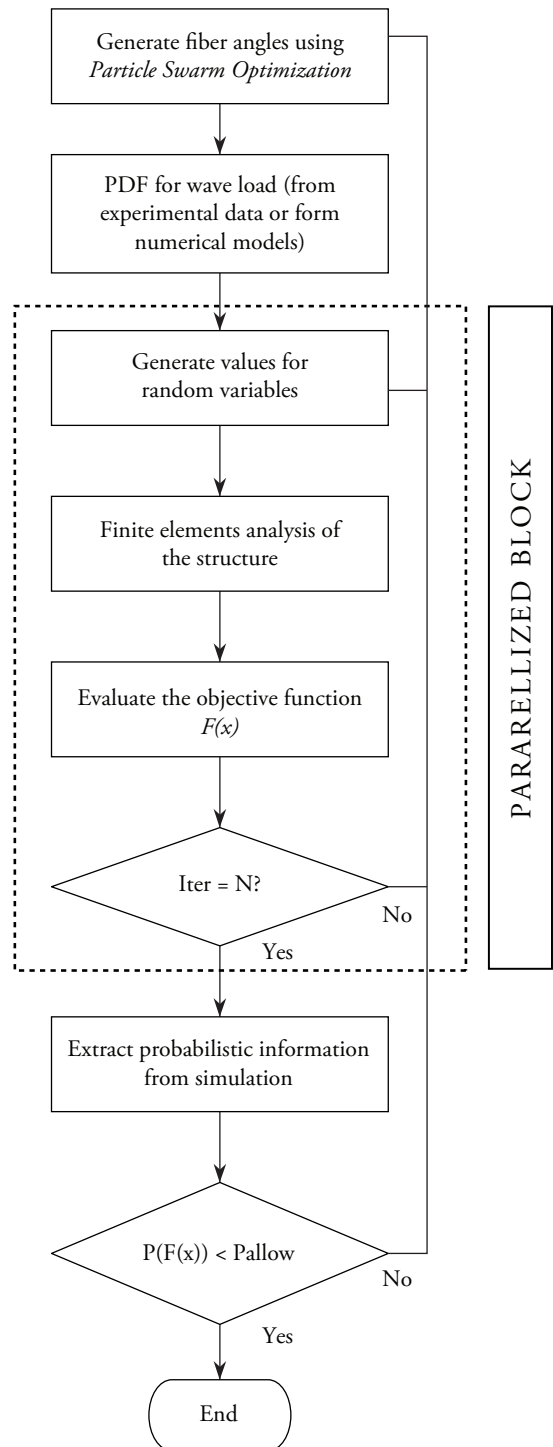 Generate fiber angles using
Particle Swarm Optimization
PDF for wave load (from
experimental data or form
numerical models)
Generate values for
random variables
Finite elements analysis of
the structure
Evaluate the objective function
F(x)
Iter = N?
No
Yes
PARARELLIZED BLOCK
Extract probabilistic information
from simulation
P(F(x)) < Pallow
No
Yes
End